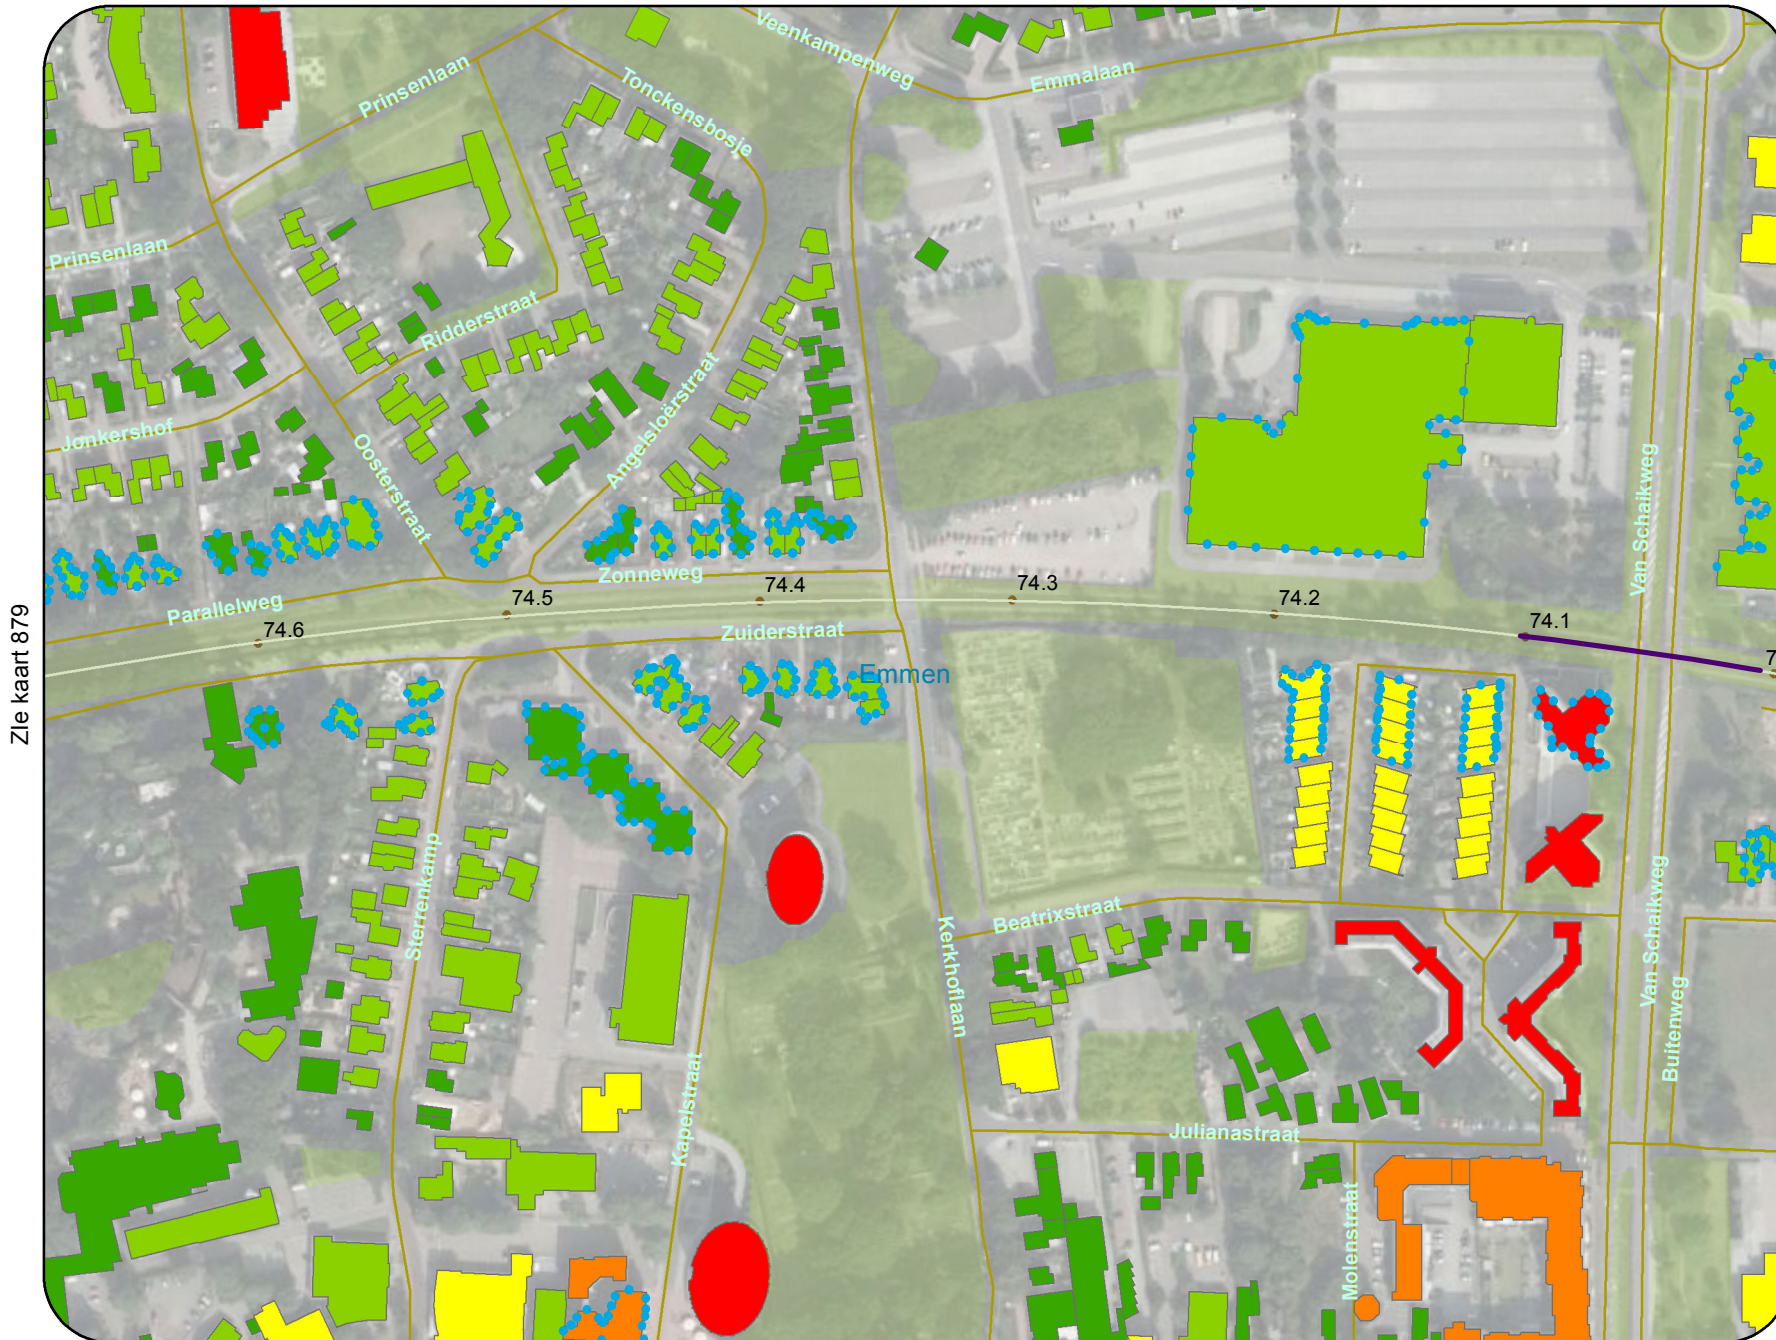 Veenkampenweg
Emmalaan
Prinsenlaan
Tonckensbosje
Prinsenlaan
Ridderstraat
Angelsloërstraat
Jonkershof
Oosterstraat
Van Schaikweg
Zonneweg
Parallelweg
74.6
74.5
74.4
74.3
74.2
74.1
7
Zuiderstraat
Emmen
ZIe kaart 879
Sterrenkamp
Beatrixstraat
Kerkhoflaan
Van Schaikweg
Buitenweg
Kapelstraat
Julianastraat
Molenstraat